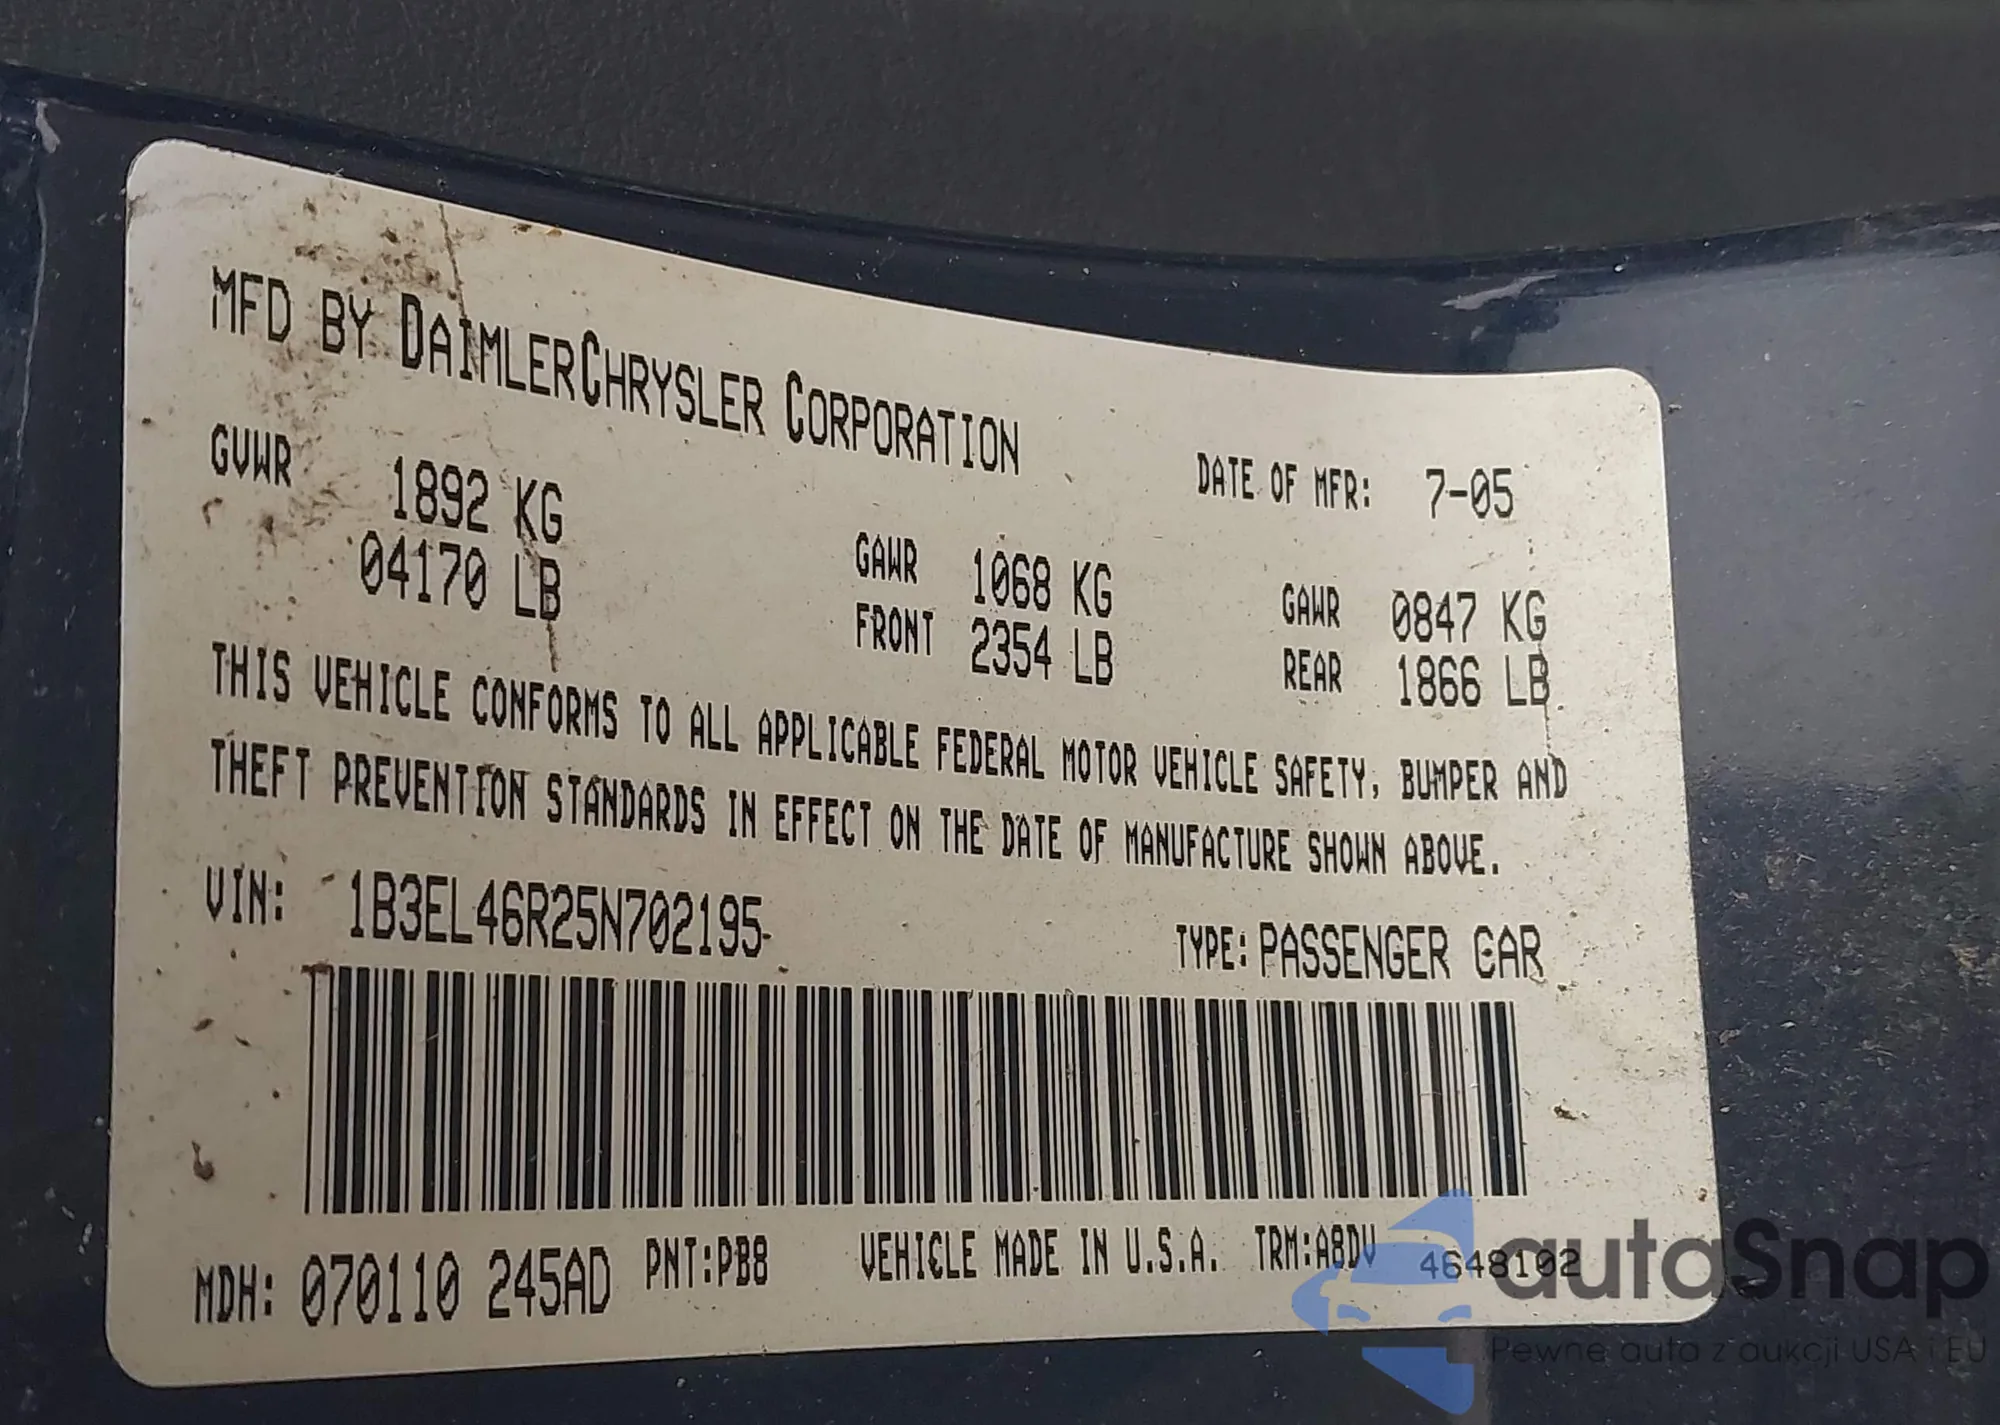 MFD BY DAIMLERCHRYSLER CORPORATION
DATE OF MFR: 7-05
GVWR 1892 KG
04170 LB
GAWR 1068 KG
FRONT 2354 LB
GAWR 0847 KG
REAR 1866 LB
THIS VEHICLE CONFORMS TO ALL APPLICABLE FEDERAL MOTOR VEHICLE SAFETY, BUMPER AND
THEFT PREVENTION STANDARDS IN EFFECT ON THE DATE OF MANUFACTURE SHOWN ABOVE.
VIN: 1B3EL46R25N702195
TYPE: PASSENGER CAR
MDH: 070110 245AD PNT:PB8 VEHICLE MADE IN U.S.A. TRM:A8DV 4648102
autaSnap
Pewne auta z aukcji USA i EU